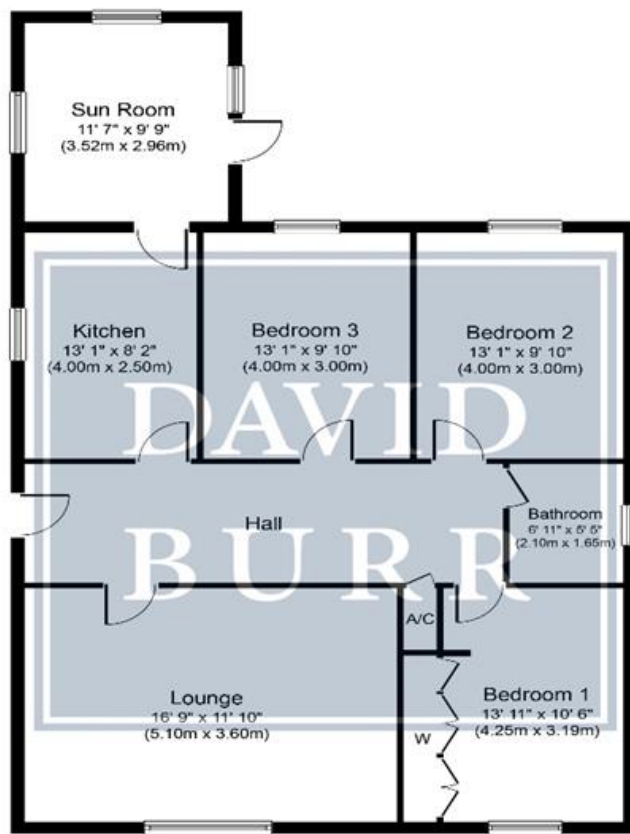 Sun Room
11' 7" x 9' 9"
(3.52m x 2.96m)
Kitchen
13' 1" x 8' 2"
(4.00m x 2.50m)
Bedroom 3
13' 1" x 9' 10"
(4.00m x 3.00m)
Bedroom 2
13' 1" x 9' 10"
(4.00m x 3.00m)
DAVID
Hall
Bathroom
6' 11" x 5' 5"
(2.10m x 1.65m)
BURR
A/C
Lounge
16' 9" x 11' 10"
(5.10m x 3.60m)
W
Bedroom 1
13' 11" x 10' 6"
(4.25m x 3.19m)